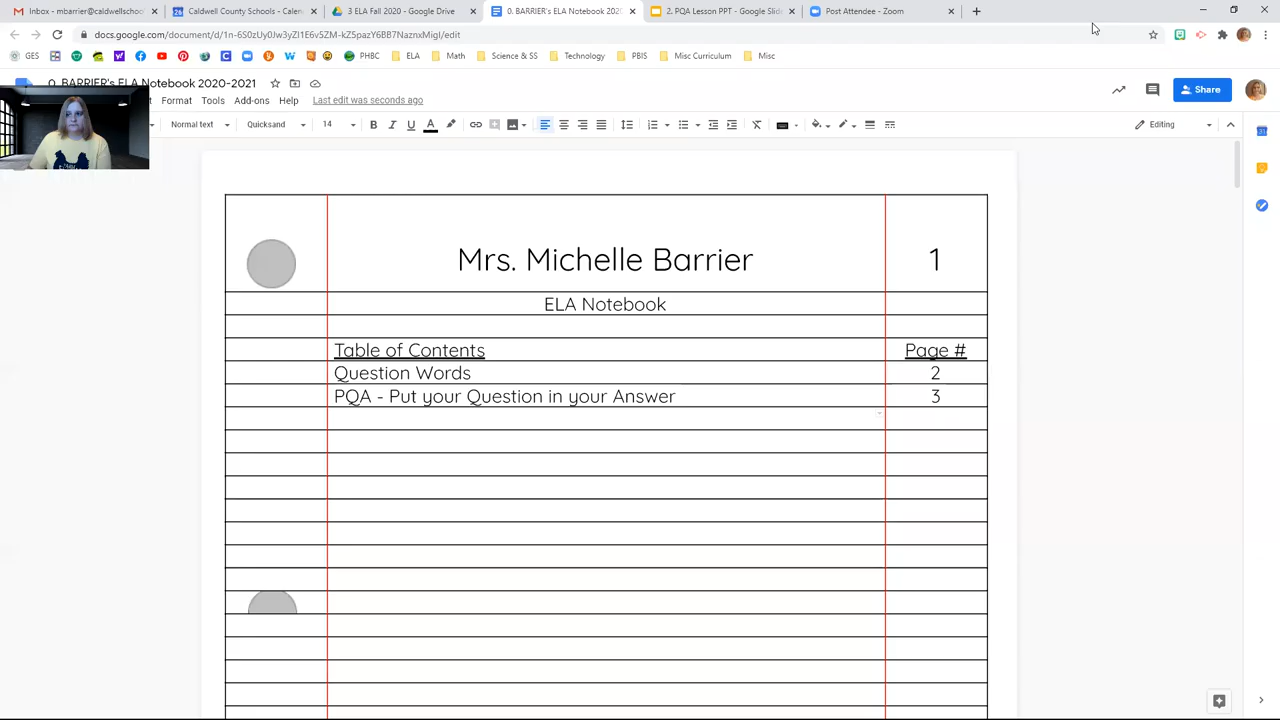 Inbox - mbarrier@caldwellschoo
Caldwell County Schools - Calen
3 ELA Fall 2020 - Google Drive
0. BARRIER's ELA Notebook 202
2. PQA Lesson PPT - Google Slid
Post Attendee - Zoom
docs.google.com/document/d/1n-6S0zUy0Jw3yZI1E6vSZM-kZ5pazY6BB7NaznxMigI/edit
GES
PHBC
ELA
Math
Science & SS
Technology
PBIS
Misc Curriculum
Misc
0. BARRIER's ELA Notebook 2020-2021
Format Tools Add-ons Help Last edit was seconds ago
Share
Normal text Quicksand 14 B I U A Editing
Mrs. Michelle Barrier 1
ELA Notebook
Table of Contents Page #
Question Words 2
PQA - Put your Question in your Answer 3